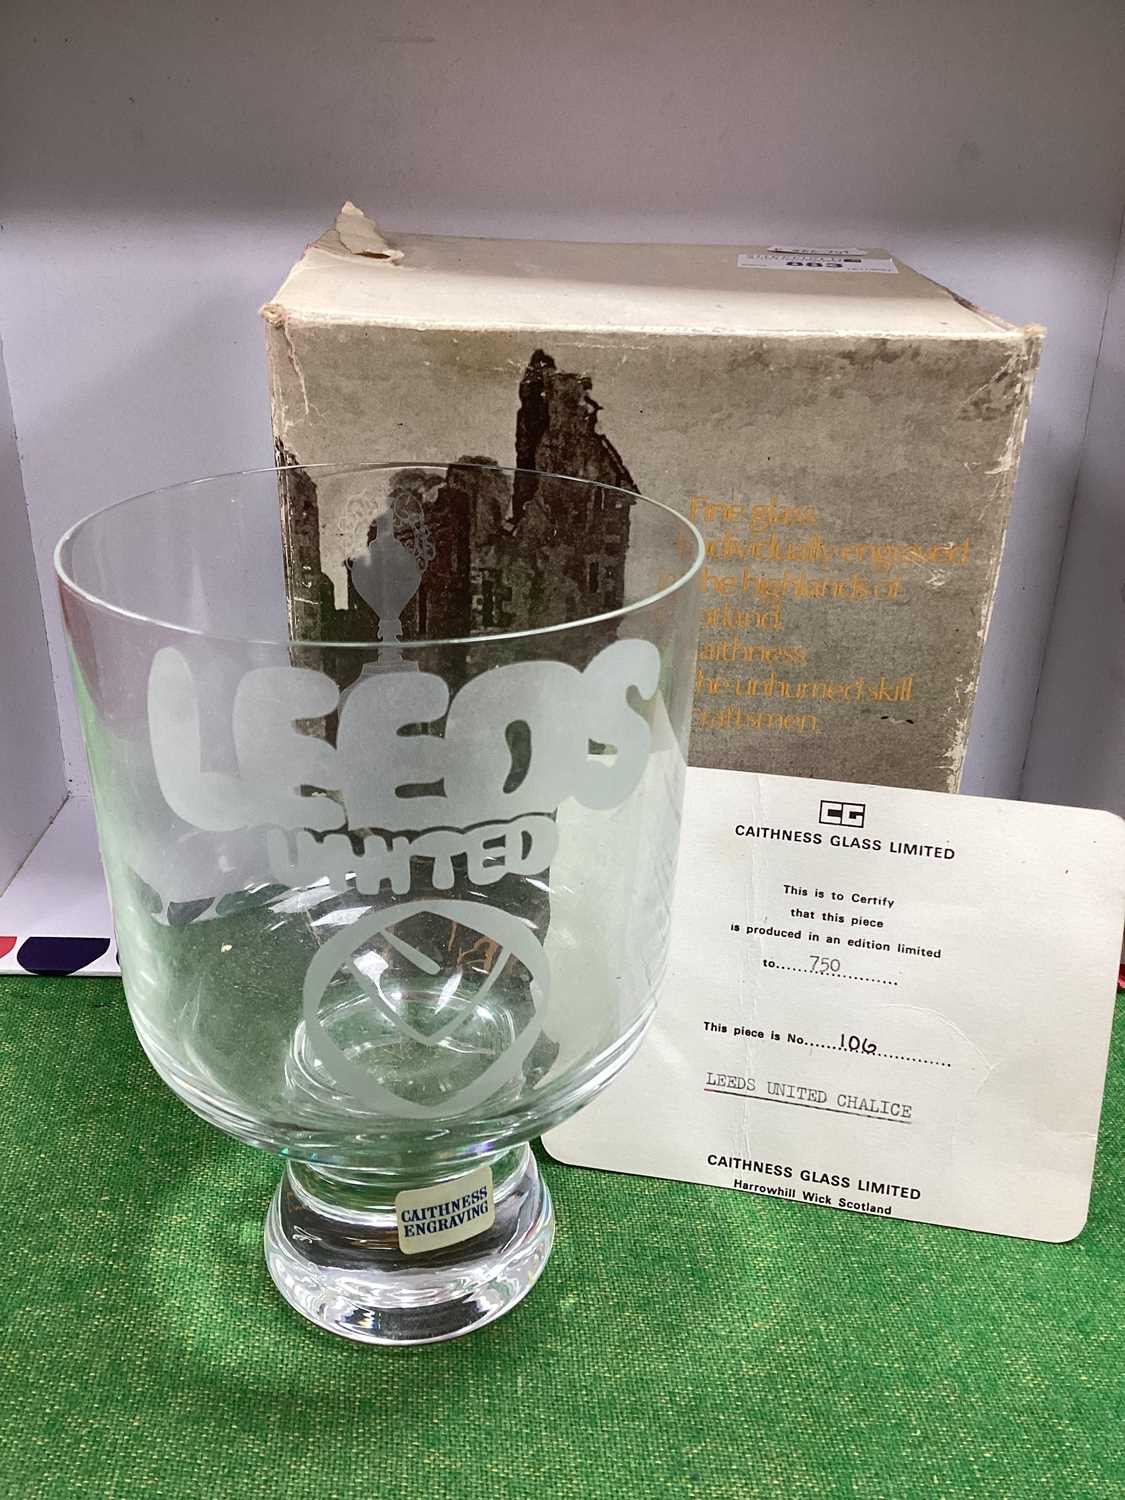 883
Fine glass
individually engraved
the highlands of
the unhurried skill
craftsmen.
LEEDS
UNITED
CAITHNESS
ENGRAVING
CG
CAITHNESS GLASS LIMITED
This is to Certify
that this piece
is produced in an edition limited
to....750....
This piece is No....106....
LEEDS UNITED CHALICE
CAITHNESS GLASS LIMITED
Harrowhill Wick Scotland